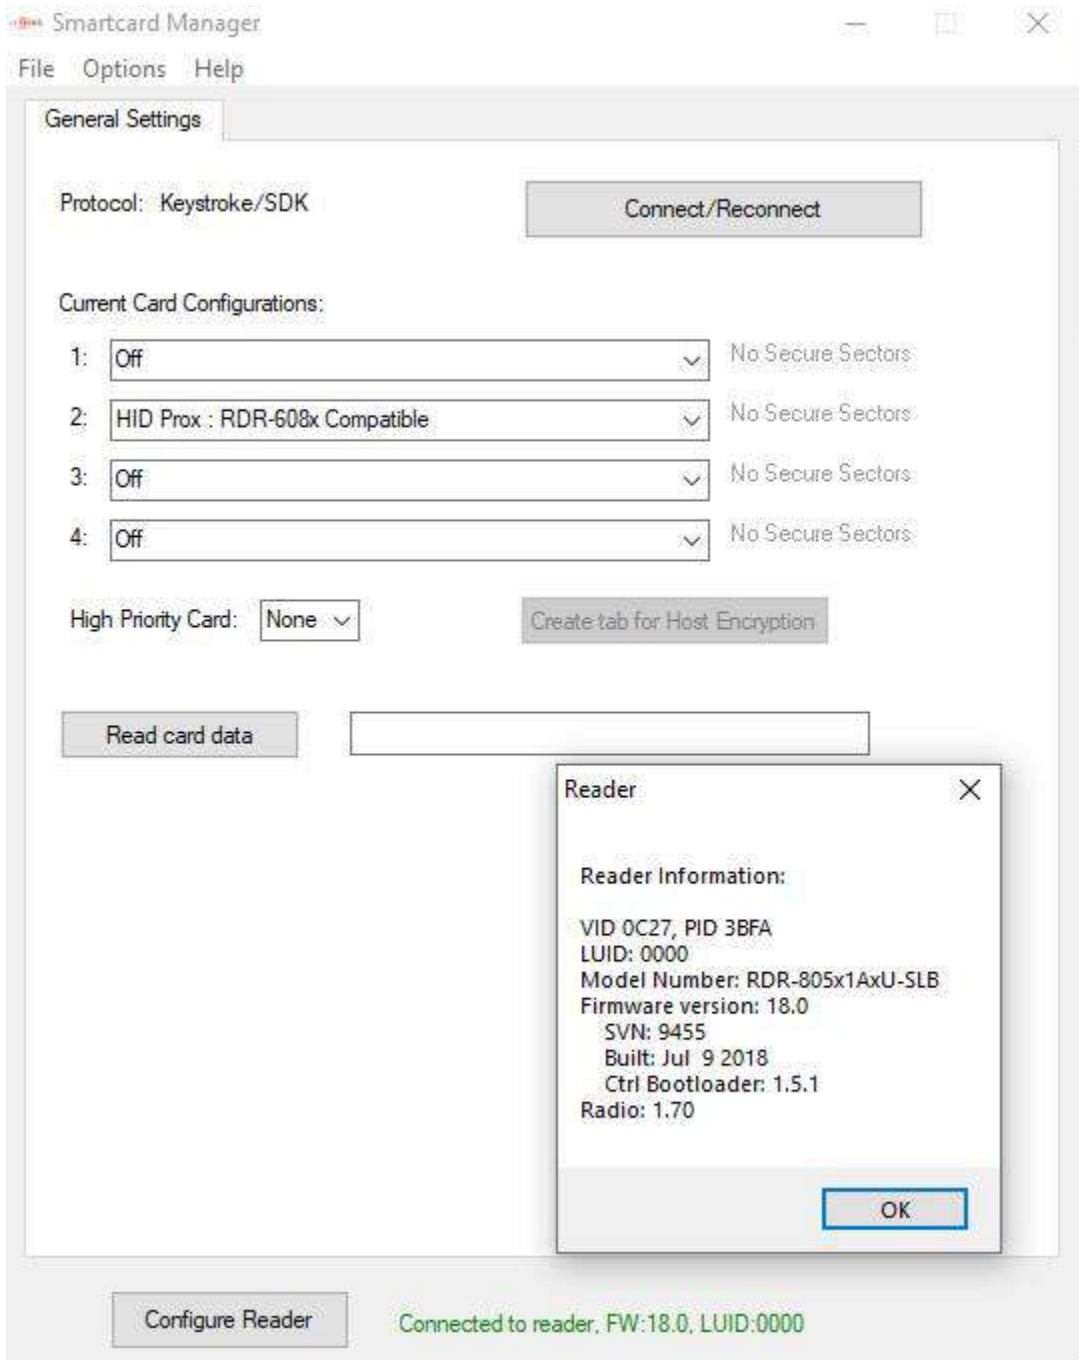 Smartcard Manager
File Options Help
General Settings
Protocol: Keystroke/SDK
Connect/Reconnect
Current Card Configurations:
1: Off No Secure Sectors
2: HID Prox : RDR-608x Compatible No Secure Sectors
3: Off No Secure Sectors
4: Off No Secure Sectors
High Priority Card: None Create tab for Host Encryption
Read card data
Reader
Reader Information:
VID 0C27, PID 3BFA
LUID: 0000
Model Number: RDR-805x1AxU-SLB
Firmware version: 18.0
SVN: 9455
Built: Jul 9 2018
Ctrl Bootloader: 1.5.1
Radio: 1.70
OK
Configure Reader Connected to reader, FW:18.0, LUID:0000